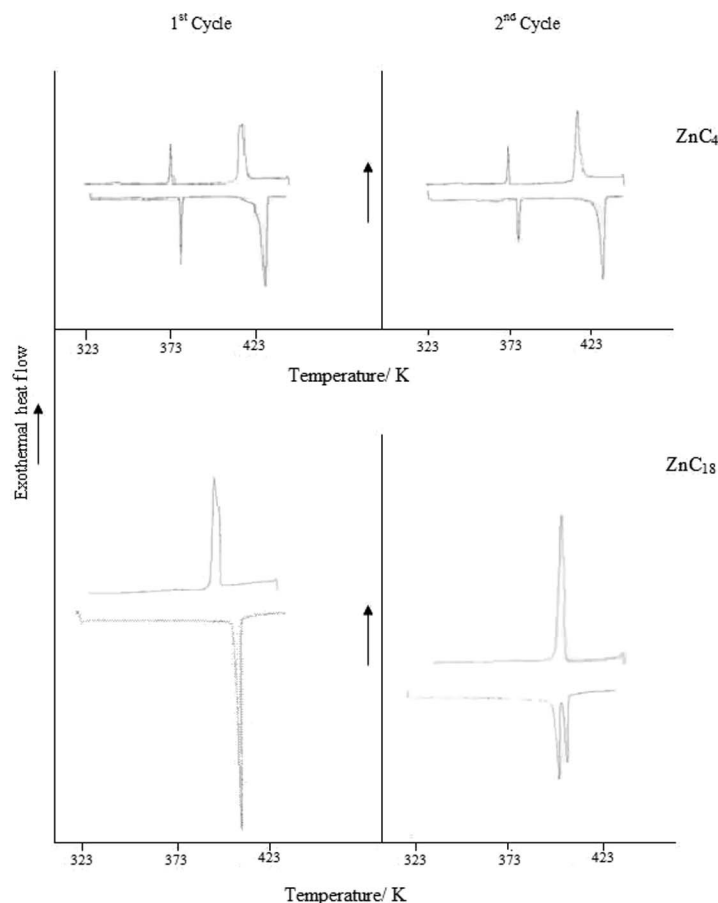 1st Cycle
2nd Cycle
ZnC4
323 373 423
323 373 423
Temperature/ K
Exothermal heat flow
ZnC18
323 373 423
323 373 423
Temperature/ K